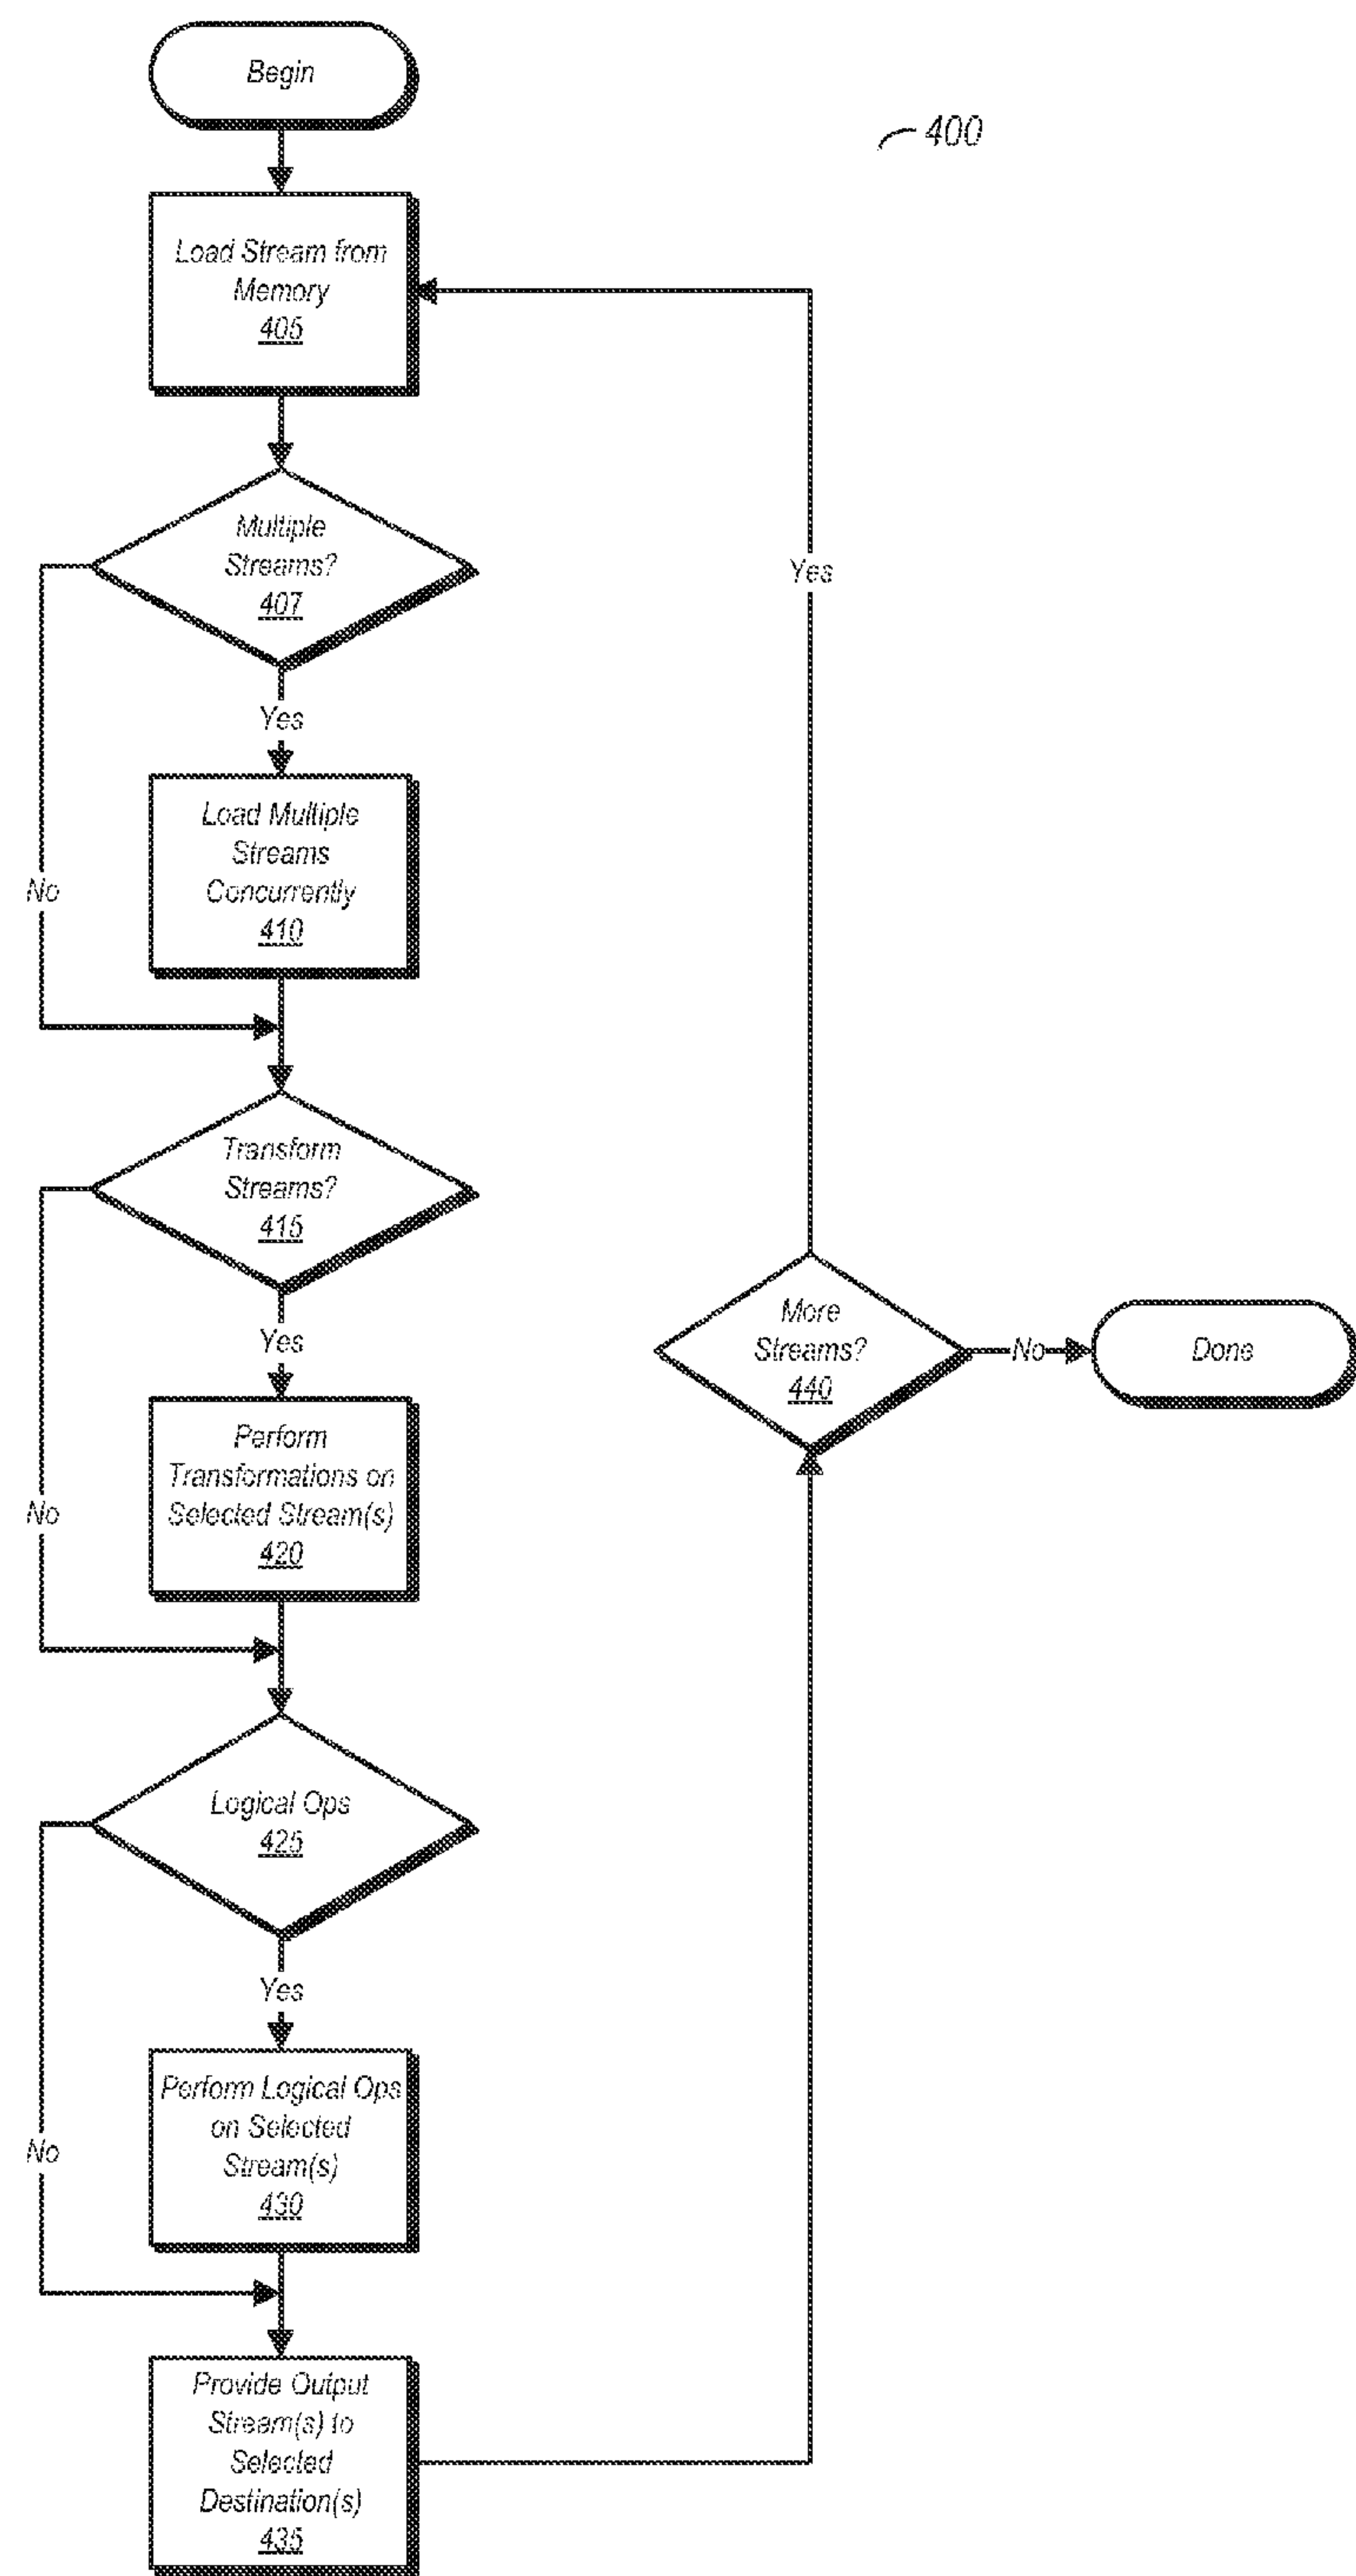 Begin
400
Load Stream from
Memory
405
Multiple
Streams?
407
Yes
Yes
Load Multiple
Streams
Concurrently
410
No
Transform
Streams?
415
Yes
More
Streams?
440
No
Done
Perform
Transformations on
Selected Stream(s)
420
No
Logical Ops
425
Yes
Perform Logical Ops
on Selected
Stream(s)
430
No
Provide Output
Stream(s) to
Selected
Destination(s)
435